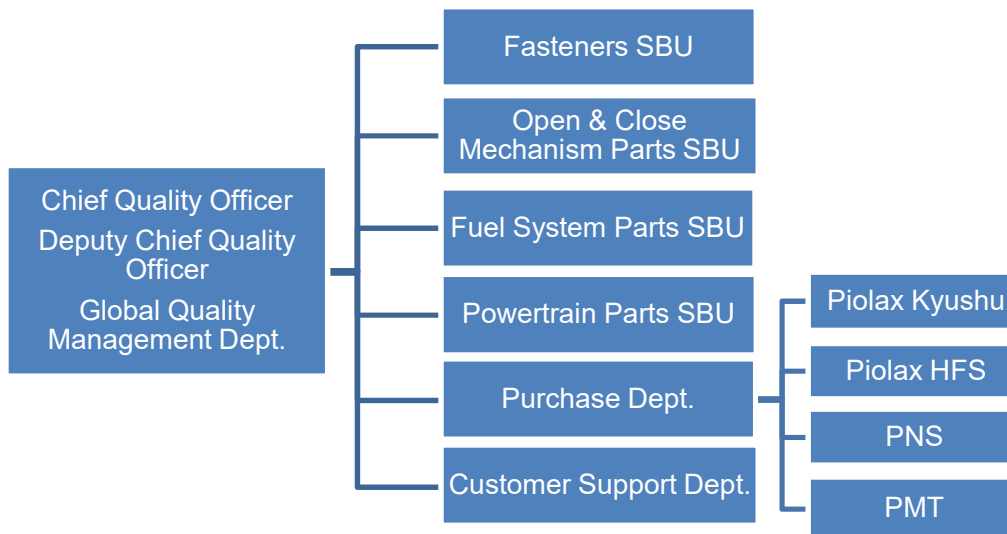 Chief Quality Officer
Deputy Chief Quality
Officer
Global Quality
Management Dept.
Fasteners SBU
Open & Close
Mechanism Parts SBU
Fuel System Parts SBU
Powertrain Parts SBU
Purchase Dept.
Customer Support Dept.
Piolax Kyushu
Piolax HFS
PNS
PMT